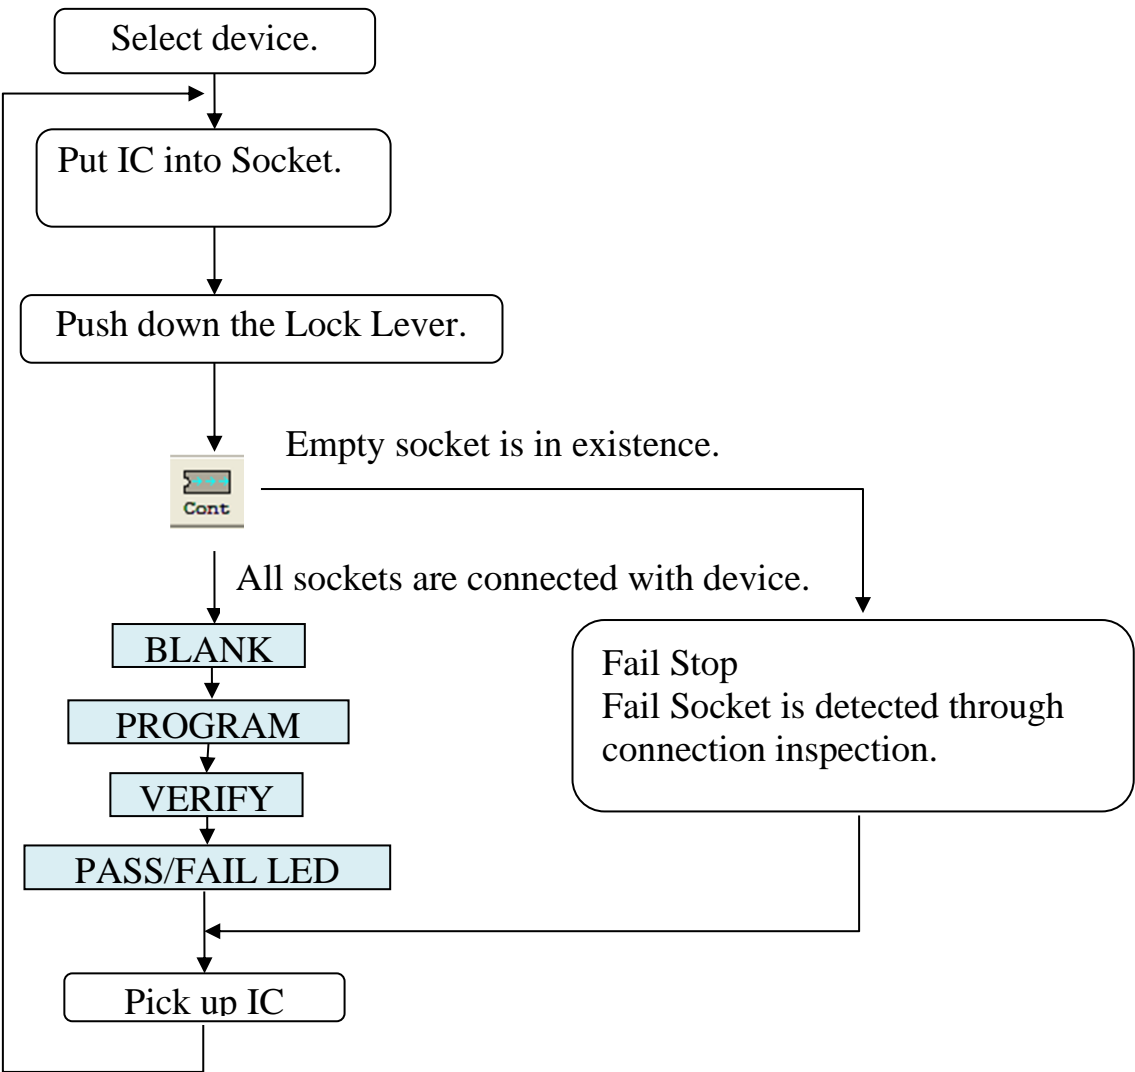 Select device.
Put IC into Socket.
Push down the Lock Lever.
Empty socket is in existence.
Cont
All sockets are connected with device.
BLANK
PROGRAM
VERIFY
PASS/FAIL LED
Fail Stop
Fail Socket is detected through
connection inspection.
Pick up IC